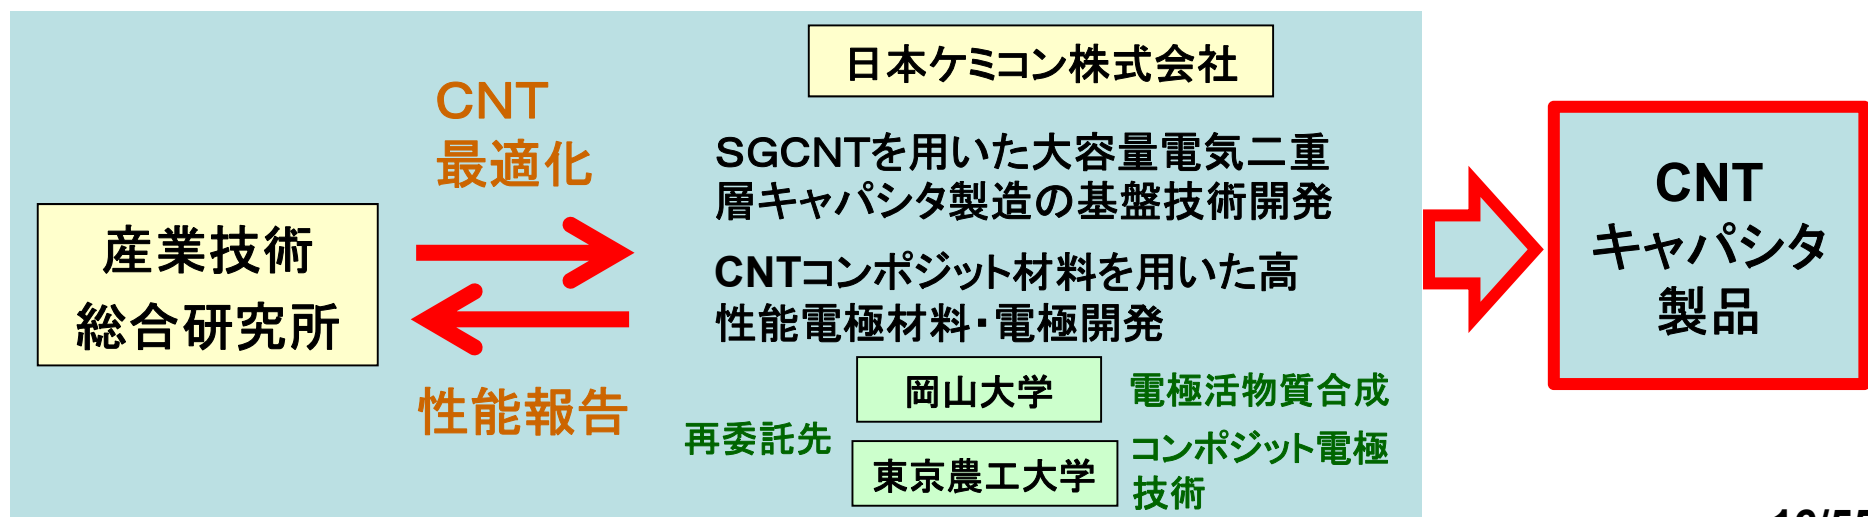 日本ケミコン株式会社
CNT
最適化
SGCNTを用いた大容量電気二重
層キャパシタ製造の基盤技術開発
産業技術
総合研究所
CNTコンポジット材料を用いた高
性能電極材料・電極開発
性能報告
再委託先
岡山大学
電極活物質合成
東京農工大学
コンポジット電極
技術
CNT
キャパシタ
製品